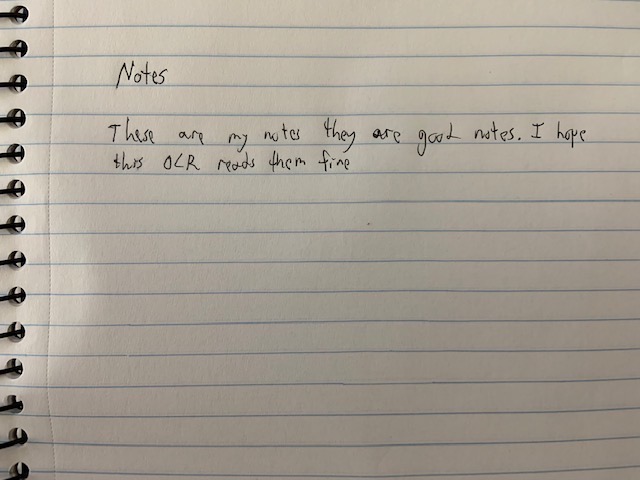 Notes
These are my notes they are good notes. I hope
this OCR reads them fine